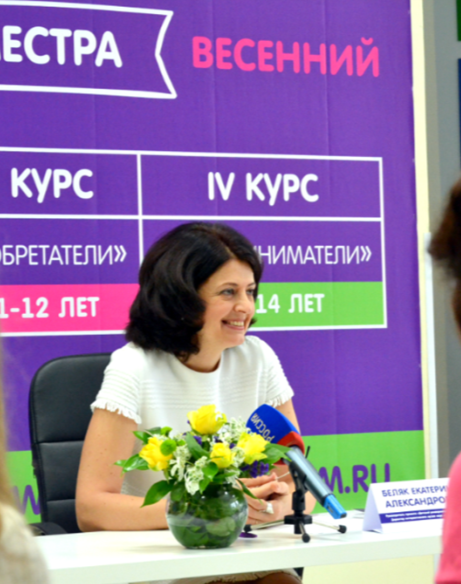 ЕСТРА
ВЕСЕННИЙ
КУРС
IV КУРС
ОБРЕТАТЕЛИ»
НИМАТЕЛИ»
1-12 ЛЕТ
14 ЛЕТ
РОССИЯ
M.RU
БЕЛЯК ЕКАТЕРИ
АЛЕКСАНДРО